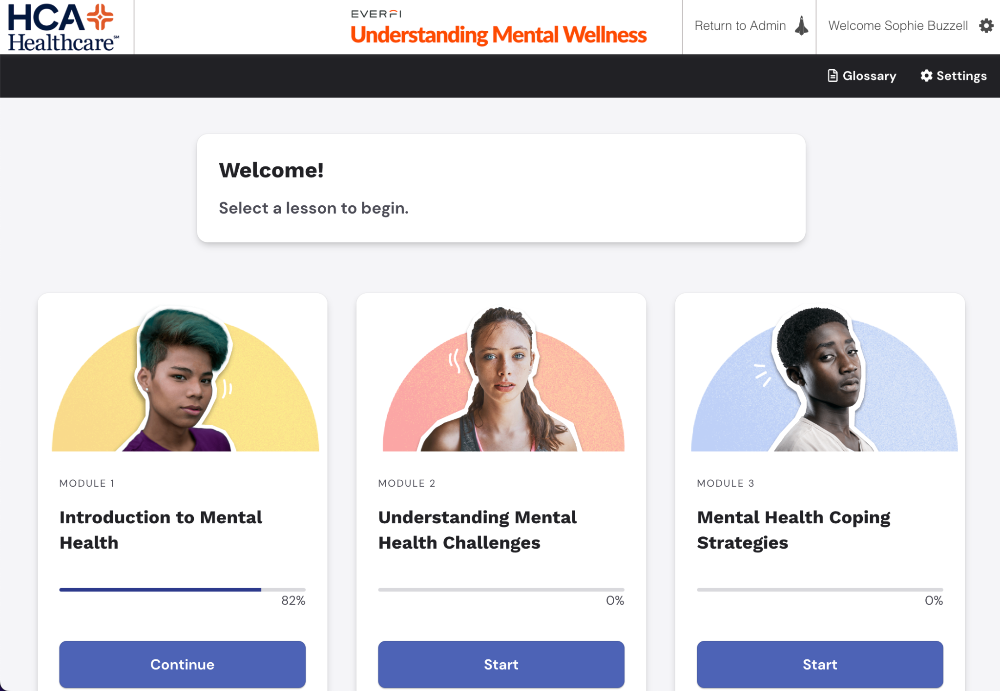 HCA
Healthcare℠
EVERFI
Understanding Mental Wellness
Return to Admin
Welcome Sophie Buzzell
Glossary
Settings
Welcome!
Select a lesson to begin.
MODULE 1
Introduction to Mental
Health
82%
Continue
MODULE 2
Understanding Mental
Health Challenges
0%
Start
MODULE 3
Mental Health Coping
Strategies
0%
Start